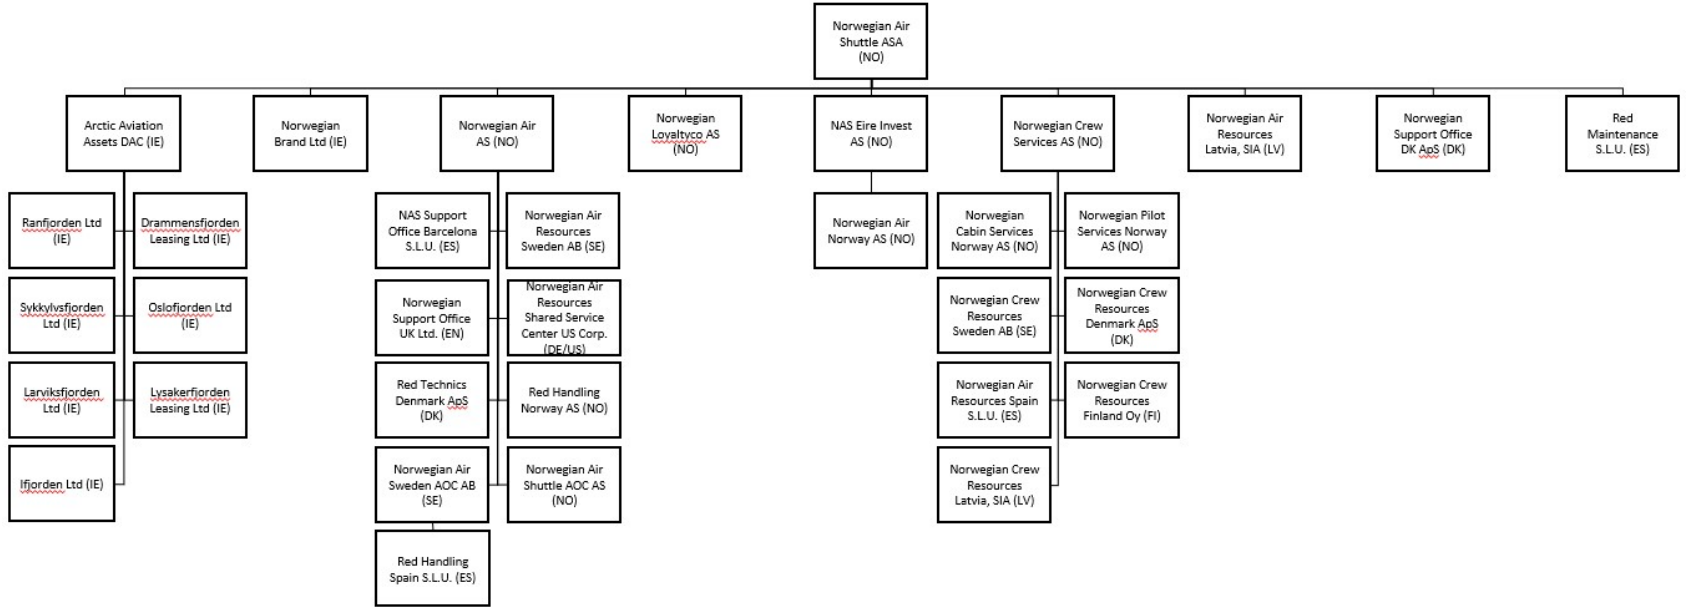 Norwegian Air
Shuttle ASA
(NO)
Arctic Aviation
Assets DAC (IE)
Norwegian
Brand Ltd (IE)
Norwegian Air
AS (NO)
Norwegian
Loyaltyco AS
(NO)
NAS Eire Invest
AS (NO)
Norwegian Crew
Services AS (NO)
Norwegian Air
Resources
Latvia, SIA (LV)
Norwegian
Support Office
DK ApS (DK)
Red
Maintenance
S.L.U. (ES)
Ranfjorden Ltd
(IE)
Drammensfjorden
Leasing Ltd (IE)
Sykkylvsfjorden
Ltd (IE)
Oslofjorden Ltd
(IE)
Larviksfjorden
Ltd (IE)
Lysakerfjorden
Leasing Ltd (IE)
Ifjorden Ltd (IE)
NAS Support
Office Barcelona
S.L.U. (ES)
Norwegian Air
Resources
Sweden AB (SE)
Norwegian
Support Office
UK Ltd. (EN)
Norwegian Air
Resources
Shared Service
Center US Corp.
(DE/US)
Red Technics
Denmark ApS
(DK)
Red Handling
Norway AS (NO)
Norwegian Air
Sweden AOC AB
(SE)
Norwegian Air
Shuttle AOC AS
(NO)
Red Handling
Spain S.L.U. (ES)
Norwegian Air
Norway AS (NO)
Norwegian
Cabin Services
Norway AS (NO)
Norwegian Pilot
Services Norway
AS (NO)
Norwegian Crew
Resources
Sweden AB (SE)
Norwegian Crew
Resources
Denmark ApS
(DK)
Norwegian Air
Resources Spain
S.L.U. (ES)
Norwegian Crew
Resources
Finland Oy (FI)
Norwegian Crew
Resources
Latvia, SIA (LV)